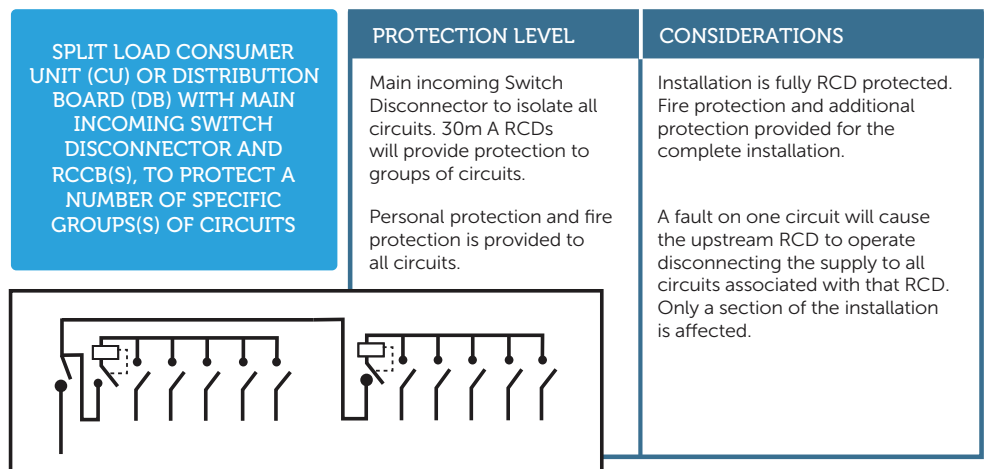 SPLIT LOAD CONSUMER
UNIT (CU) OR DISTRIBUTION
BOARD (DB) WITH MAIN
INCOMING SWITCH
DISCONNECTOR AND
RCCB(S), TO PROTECT A
NUMBER OF SPECIFIC
GROUPS(S) OF CIRCUITS
PROTECTION LEVEL
Main incoming Switch
Disconnector to isolate all
circuits. 30m A RCDs
will provide protection to
groups of circuits.
Personal protection and fire
protection is provided to
all circuits.
CONSIDERATIONS
Installation is fully RCD protected.
Fire protection and additional
protection provided for the
complete installation.
A fault on one circuit will cause
the upstream RCD to operate
disconnecting the supply to all
circuits associated with that RCD.
Only a section of the installation
is affected.